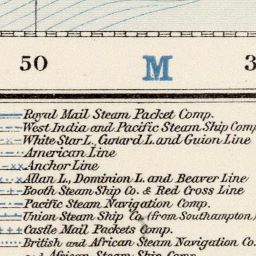 50 M 3
Royal Mail Steam Packet Comp.
West India and Pacific Steam Ship Comp
White Star L., Cunard L. and Guion Line
American Line
Anchor Line
Allan L., Dominion L. and Beaver Line
Booth Steam Ship Co. & Red Cross Line
Pacific Steam Navigation Comp.
Union Steam Ship Co. (from Southampton)
Castle Mail Packets Comp.
British and African Steam Navigation Co.
and African Steam Ship Comp.